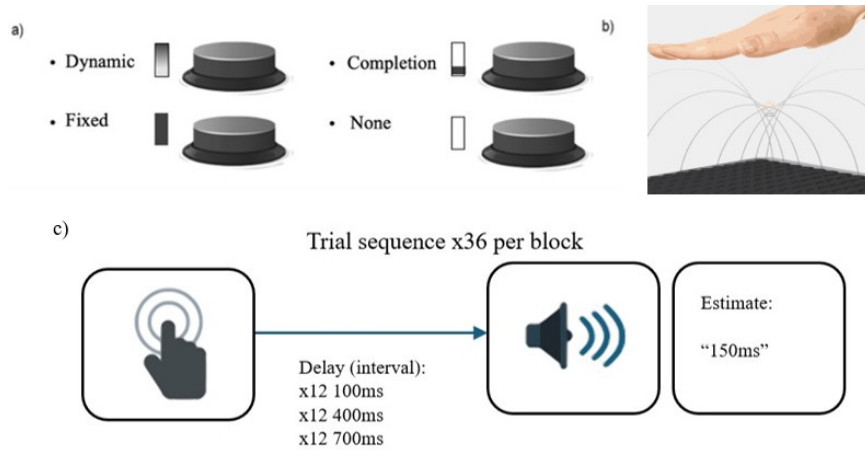 a)
• Dynamic
• Completion
• Fixed
• None
b)
c)
Trial sequence x36 per block
Delay (interval):
x12 100ms
x12 400ms
x12 700ms
Estimate:
“150ms”